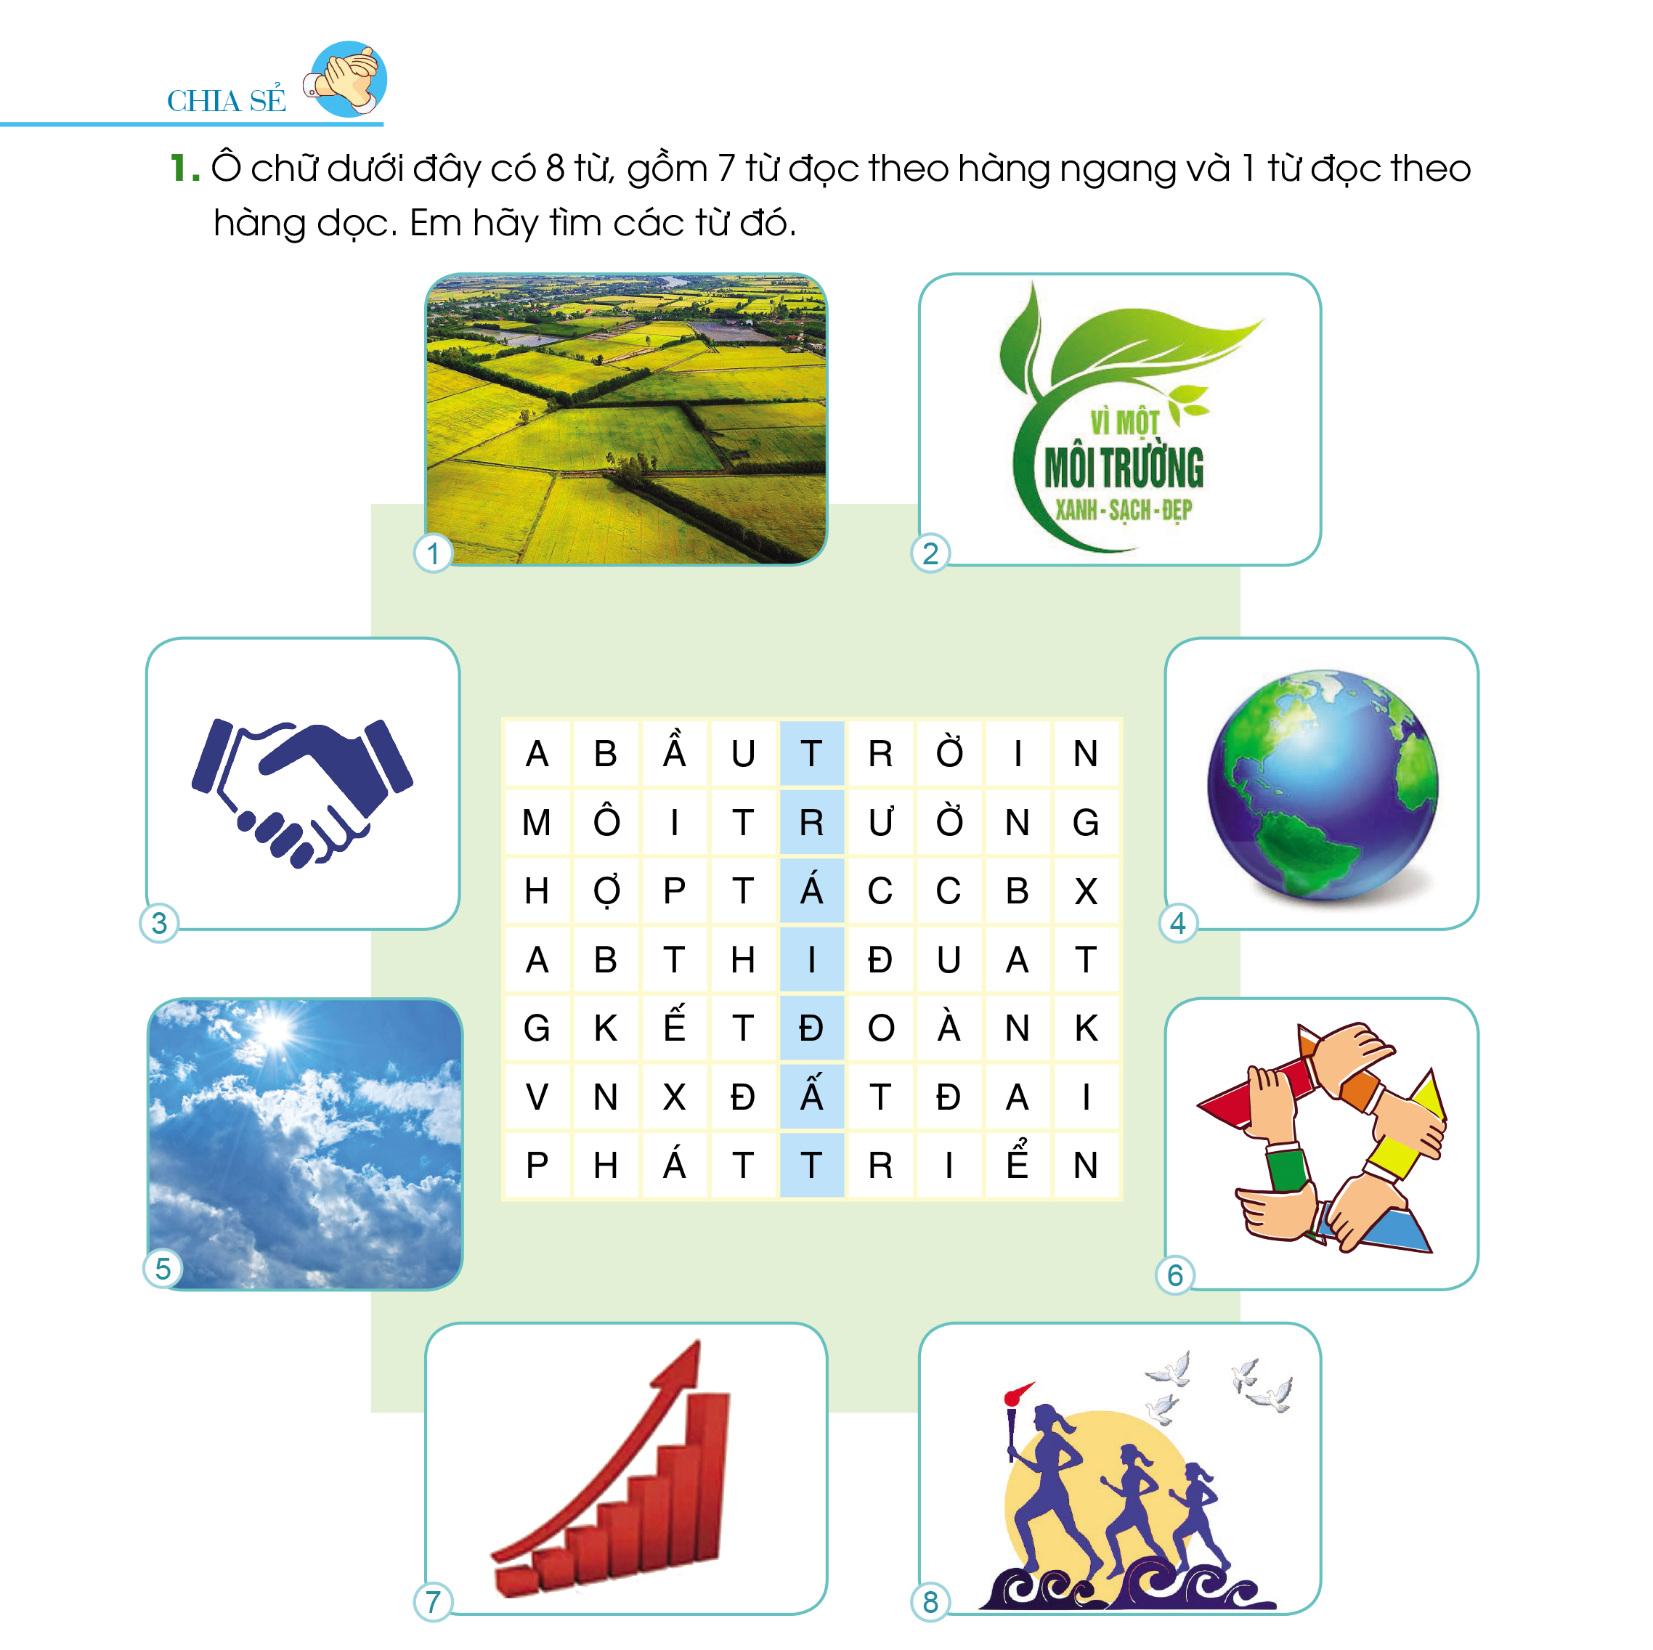 CHIA SẺ
1. Ô chữ dưới đây có 8 từ, gồm 7 từ đọc theo hàng ngang và 1 từ đọc theo
hàng dọc. Em hãy tìm các từ đó.
VÌ MỘT
MÔI TRƯỜNG
XANH - SẠCH - ĐẸP
1
2
3
4
A B Ầ U T R Ờ I N
M Ô I T R Ư Ờ N G
H Ợ P T Á C C B X
A B T H I Đ U A T
G K Ế T Đ O À N K
V N X Đ Ấ T Đ A I
P H Á T T R I Ể N
5
6
7
8